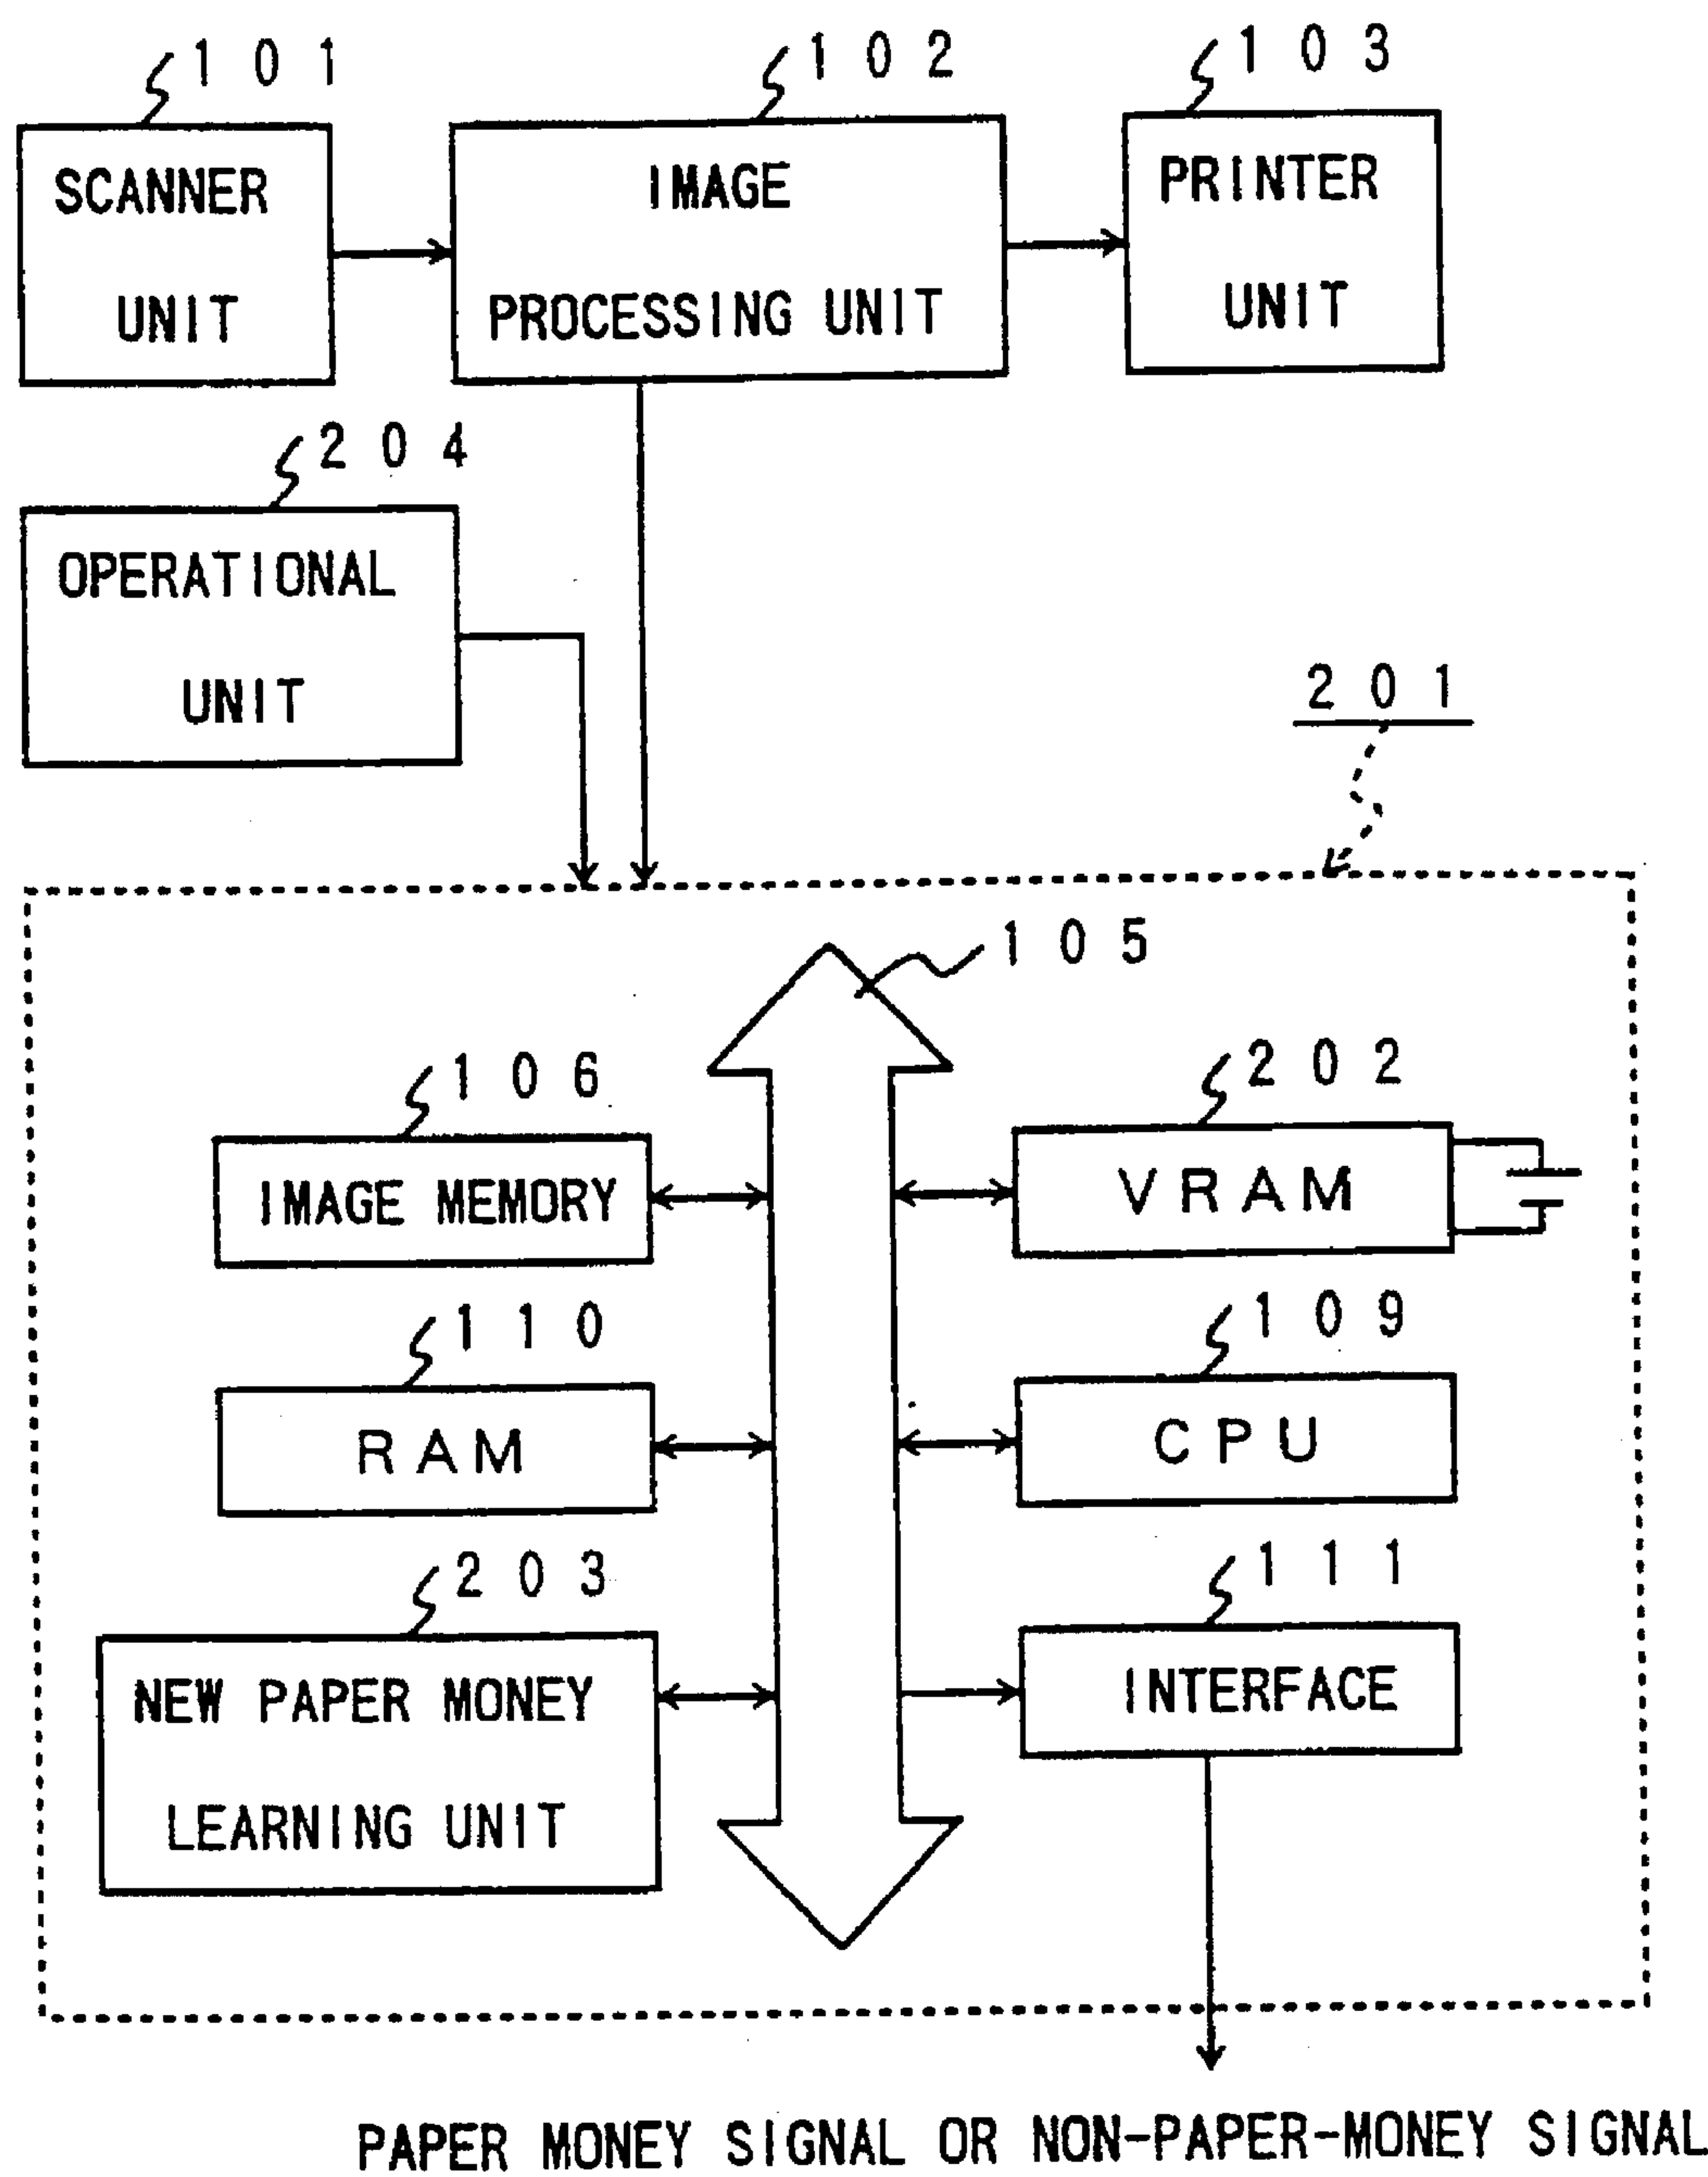 101
102
103
SCANNER
UNIT
IMAGE
PROCESSING UNIT
PRINTER
UNIT
204
OPERATIONAL
UNIT
201
105
106
202
IMAGE MEMORY
VRAM
110
109
RAM
CPU
203
111
NEW PAPER MONEY
LEARNING UNIT
INTERFACE
PAPER MONEY SIGNAL OR NON-PAPER-MONEY SIGNAL